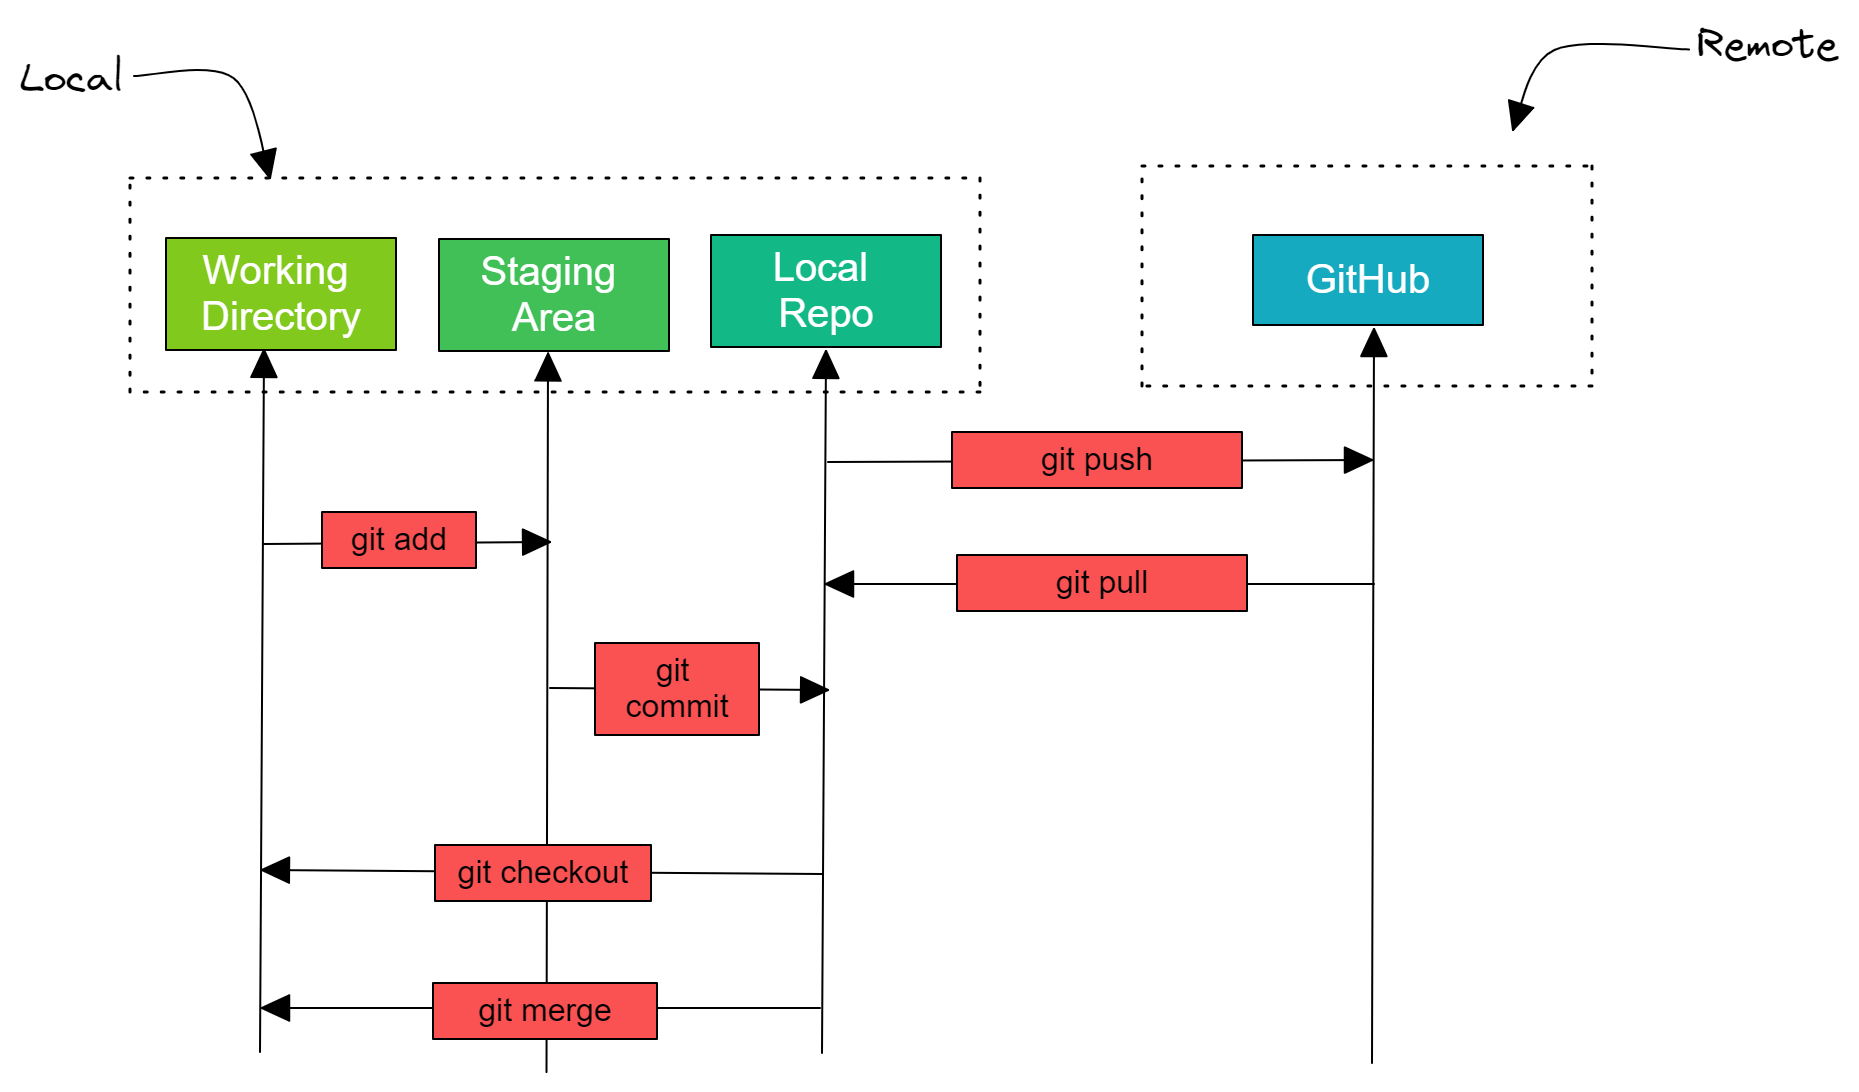 Local
Remote
Working
Directory
Staging
Area
Local
Repo
GitHub
git push
git add
git pull
git
commit
git checkout
git merge